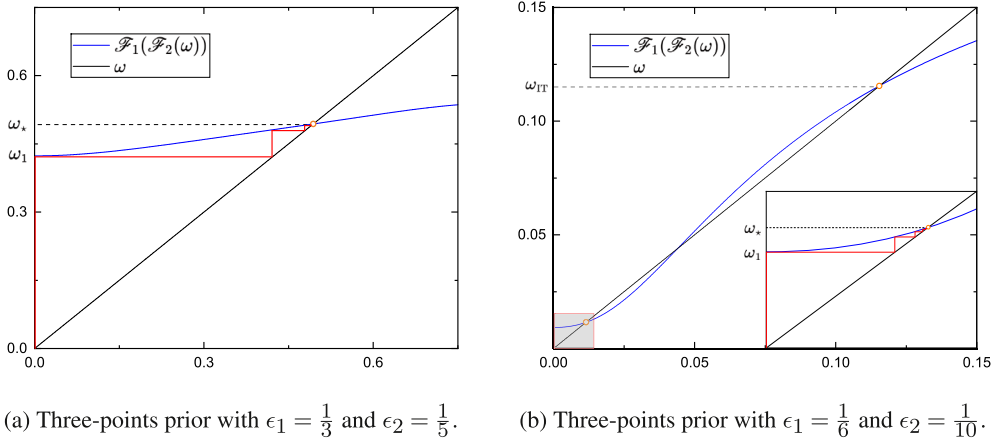 ℱ₁(ℱ₂(ω))
ω
0.6
ω⋆
ω₁
0.3
0.0
0.0 0.3 0.6
(a) Three-points prior with ϵ₁ = 1/3 and ϵ₂ = 1/5.
0.15
ℱ₁(ℱ₂(ω))
ω
ω_IT
0.10
0.05
ω⋆
ω₁
0.00 0.05 0.10 0.15
(b) Three-points prior with ϵ₁ = 1/6 and ϵ₂ = 1/10.